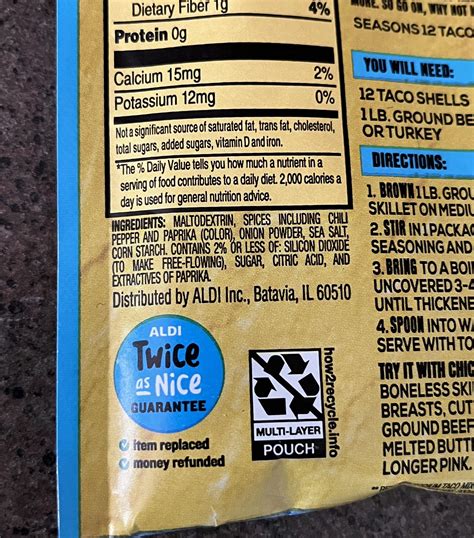 Dietary Fiber 1g 4%
Protein 0g
Calcium 15mg 2%
Potassium 12mg 0%
Not a significant source of saturated fat, trans fat, cholesterol,
total sugars, added sugars, vitamin D and iron.
*The % Daily Value tells you how much a nutrient in a
serving of food contributes to a daily diet. 2,000 calories a
day is used for general nutrition advice.
INGREDIENTS: MALTODEXTRIN, SPICES INCLUDING CHILI
PEPPER AND PAPRIKA (COLOR), ONION POWDER, SEA SALT,
CORN STARCH. CONTAINS 2% OR LESS OF: SILICON DIOXIDE
(TO MAKE FREE-FLOWING), SUGAR, CITRIC ACID, AND
EXTRACTIVES OF PAPRIKA.
Distributed by ALDI Inc., Batavia, IL 60510
ALDI
Twice
as Nice
GUARANTEE
item replaced
money refunded
MULTI-LAYER
POUCH
how2recycle.info
MORE. SO GO ON, WHY NOT
SEASONS 12 TACO
YOU WILL NEED:
12 TACO SHELLS
1 LB. GROUND BE
OR TURKEY
DIRECTIONS:
1. BROWN 1 LB. GROU
SKILLET ON MEDIU
2. STIR IN 1 PACKAG
SEASONING AND
3. BRING TO A BOI
UNCOVERED 3-4
UNTIL THICKENE
4. SPOON INTO WA
SERVE WITH TO
TRY IT WITH CHIC
BONELESS SKI
BREASTS, CUT
GROUND BEEF
MELTED BUTT
LONGER PINK.